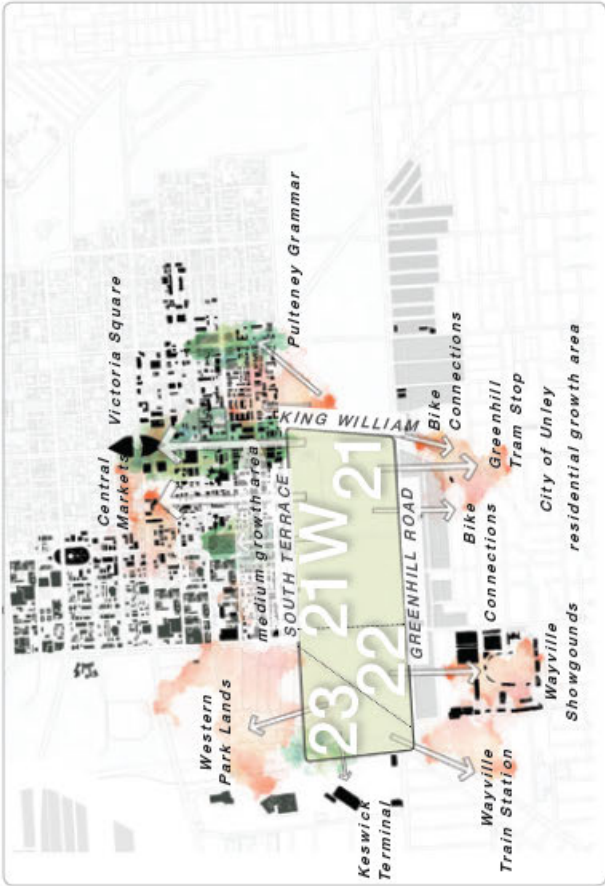 Victoria Square
Central
Markets
Pulteney Grammar
medium growth area
SOUTH TERRACE
KING WILLIAM
Western
Park Lands
23
22
21 W
21
GREENHILL ROAD
Keswick
Terminal
Wayville
Train Station
Wayville
Showgounds
Bike
Connections
Bike
Connections
Greenhill
Tram Stop
City of Unley
residential growth area